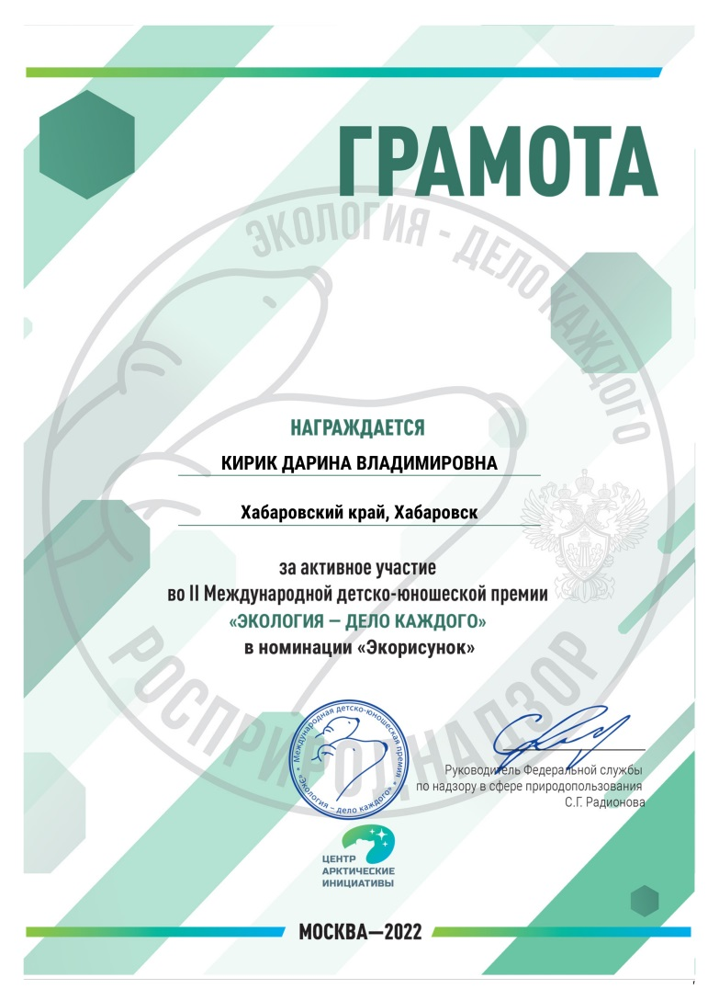 ГРАМОТА
ЭКОЛОГИЯ - ДЕЛО КАЖДОГО
НАГРАЖДАЕТСЯ
КИРИК ДАРИНА ВЛАДИМИРОВНА
Хабаровский край, Хабаровск
за активное участие
во II Международной детско-юношеской премии
«ЭКОЛОГИЯ — ДЕЛО КАЖДОГО»
в номинации «Экорисунок»
РОСПРИРОДНАДЗОР
Международная детско-юношеская премия
«Экология – дело каждого»
Руководитель Федеральной службы
по надзору в сфере природопользования
С.Г. Радионова
ЦЕНТР
АРКТИЧЕСКИЕ
ИНИЦИАТИВЫ
МОСКВА—2022